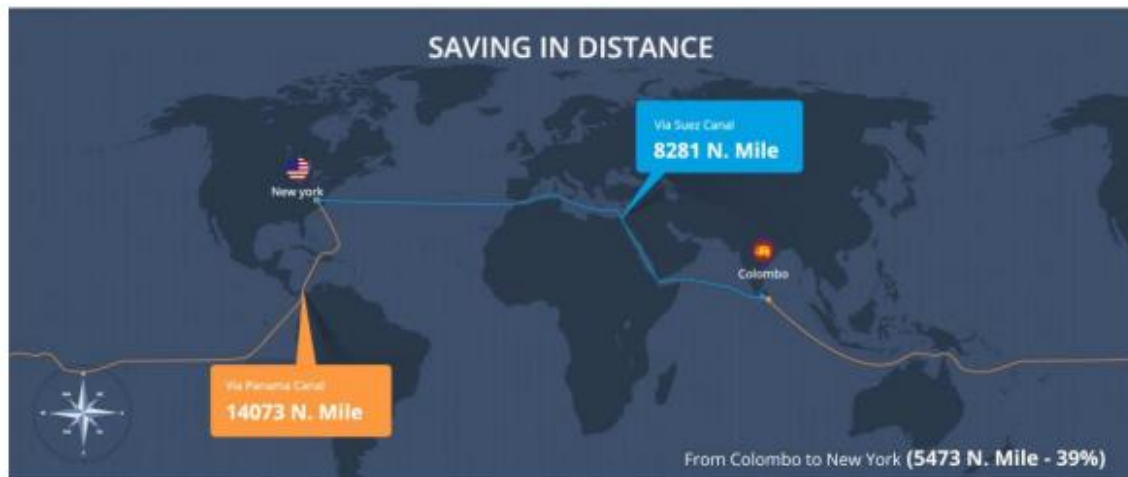 SAVING IN DISTANCE
Via Suez Canal
8281 N. Mile
New york
Colombo
Via Panama Canal
14073 N. Mile
From Colombo to New York (5473 N. Mile - 39%)